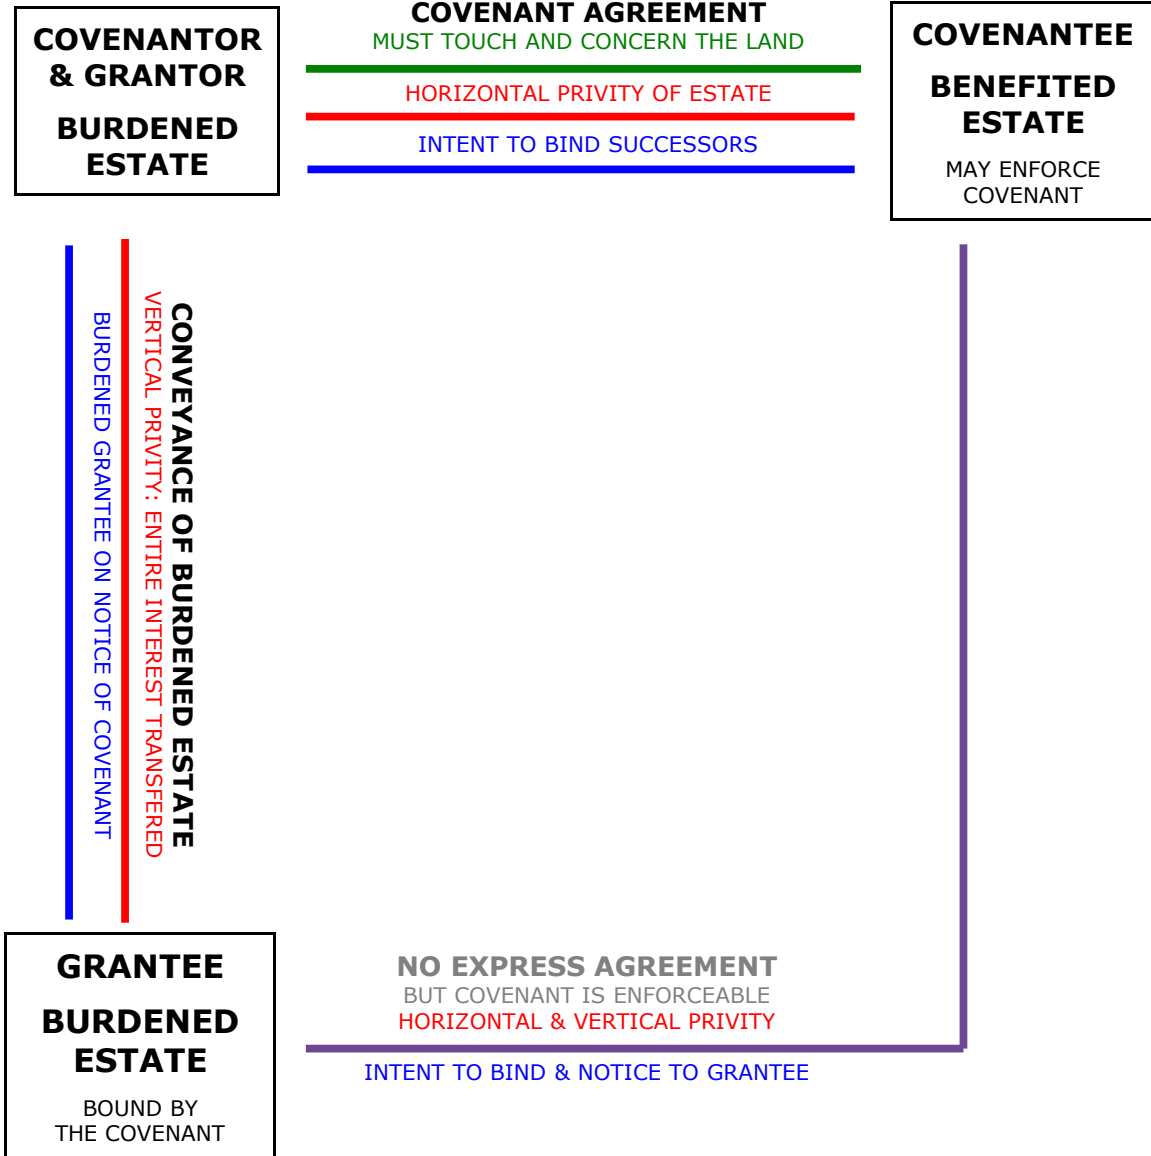 COVENANTOR
& GRANTOR
BURDENED
ESTATE
COVENANT AGREEMENT
MUST TOUCH AND CONCERN THE LAND
HORIZONTAL PRIVITY OF ESTATE
INTENT TO BIND SUCCESSORS
COVENANTEE
BENEFITED
ESTATE
MAY ENFORCE
COVENANT
CONVEYANCE OF BURDENED ESTATE
VERTICAL PRIVITY: ENTIRE INTEREST TRANSFERED
BURDENED GRANTEE ON NOTICE OF COVENANT
GRANTEE
BURDENED
ESTATE
BOUND BY
THE COVENANT
NO EXPRESS AGREEMENT
BUT COVENANT IS ENFORCEABLE
HORIZONTAL & VERTICAL PRIVITY
INTENT TO BIND & NOTICE TO GRANTEE